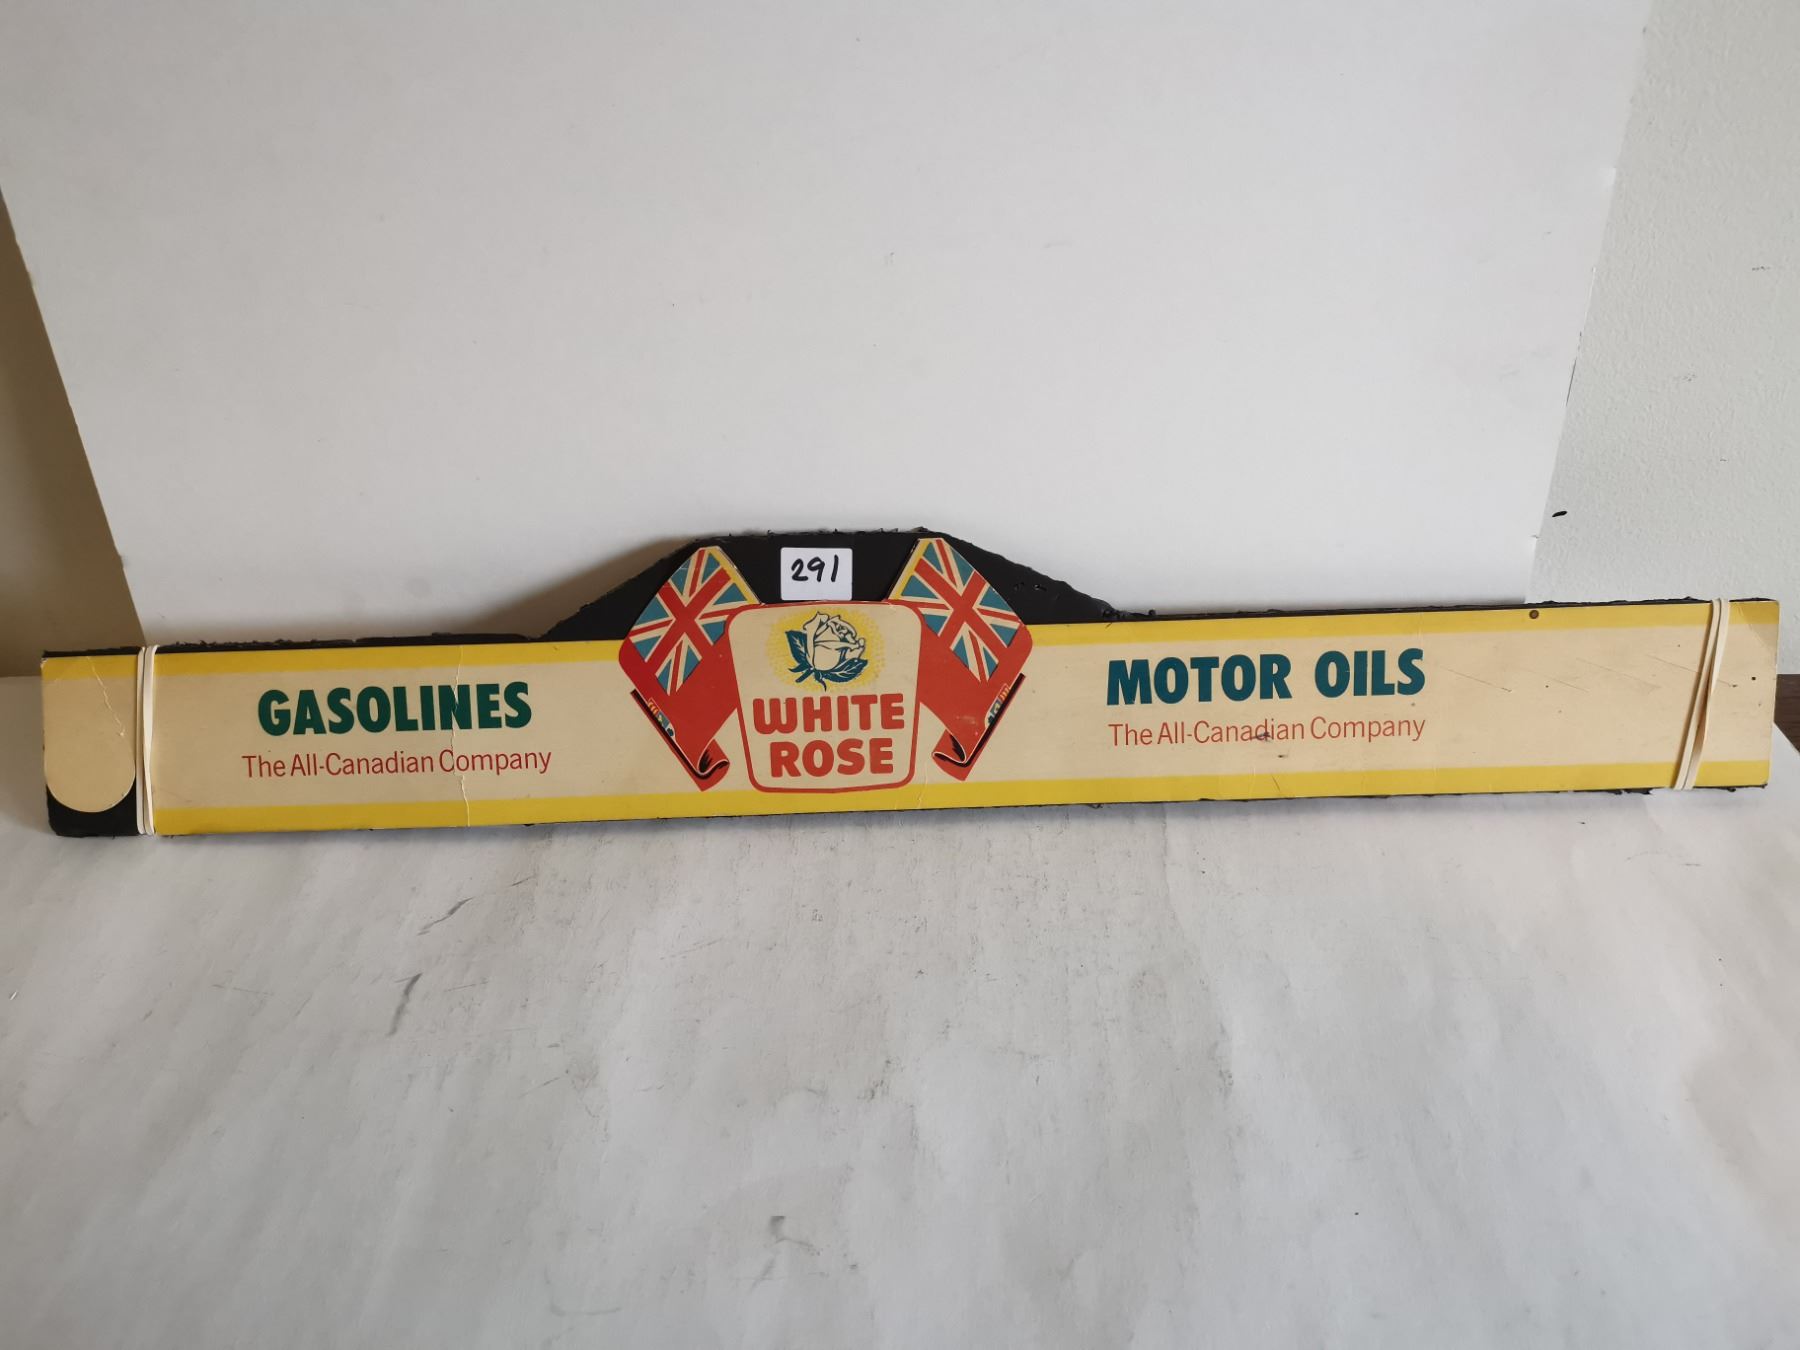 291
GASOLINES
The All-Canadian Company
WHITE
ROSE
MOTOR OILS
The All-Canadian Company